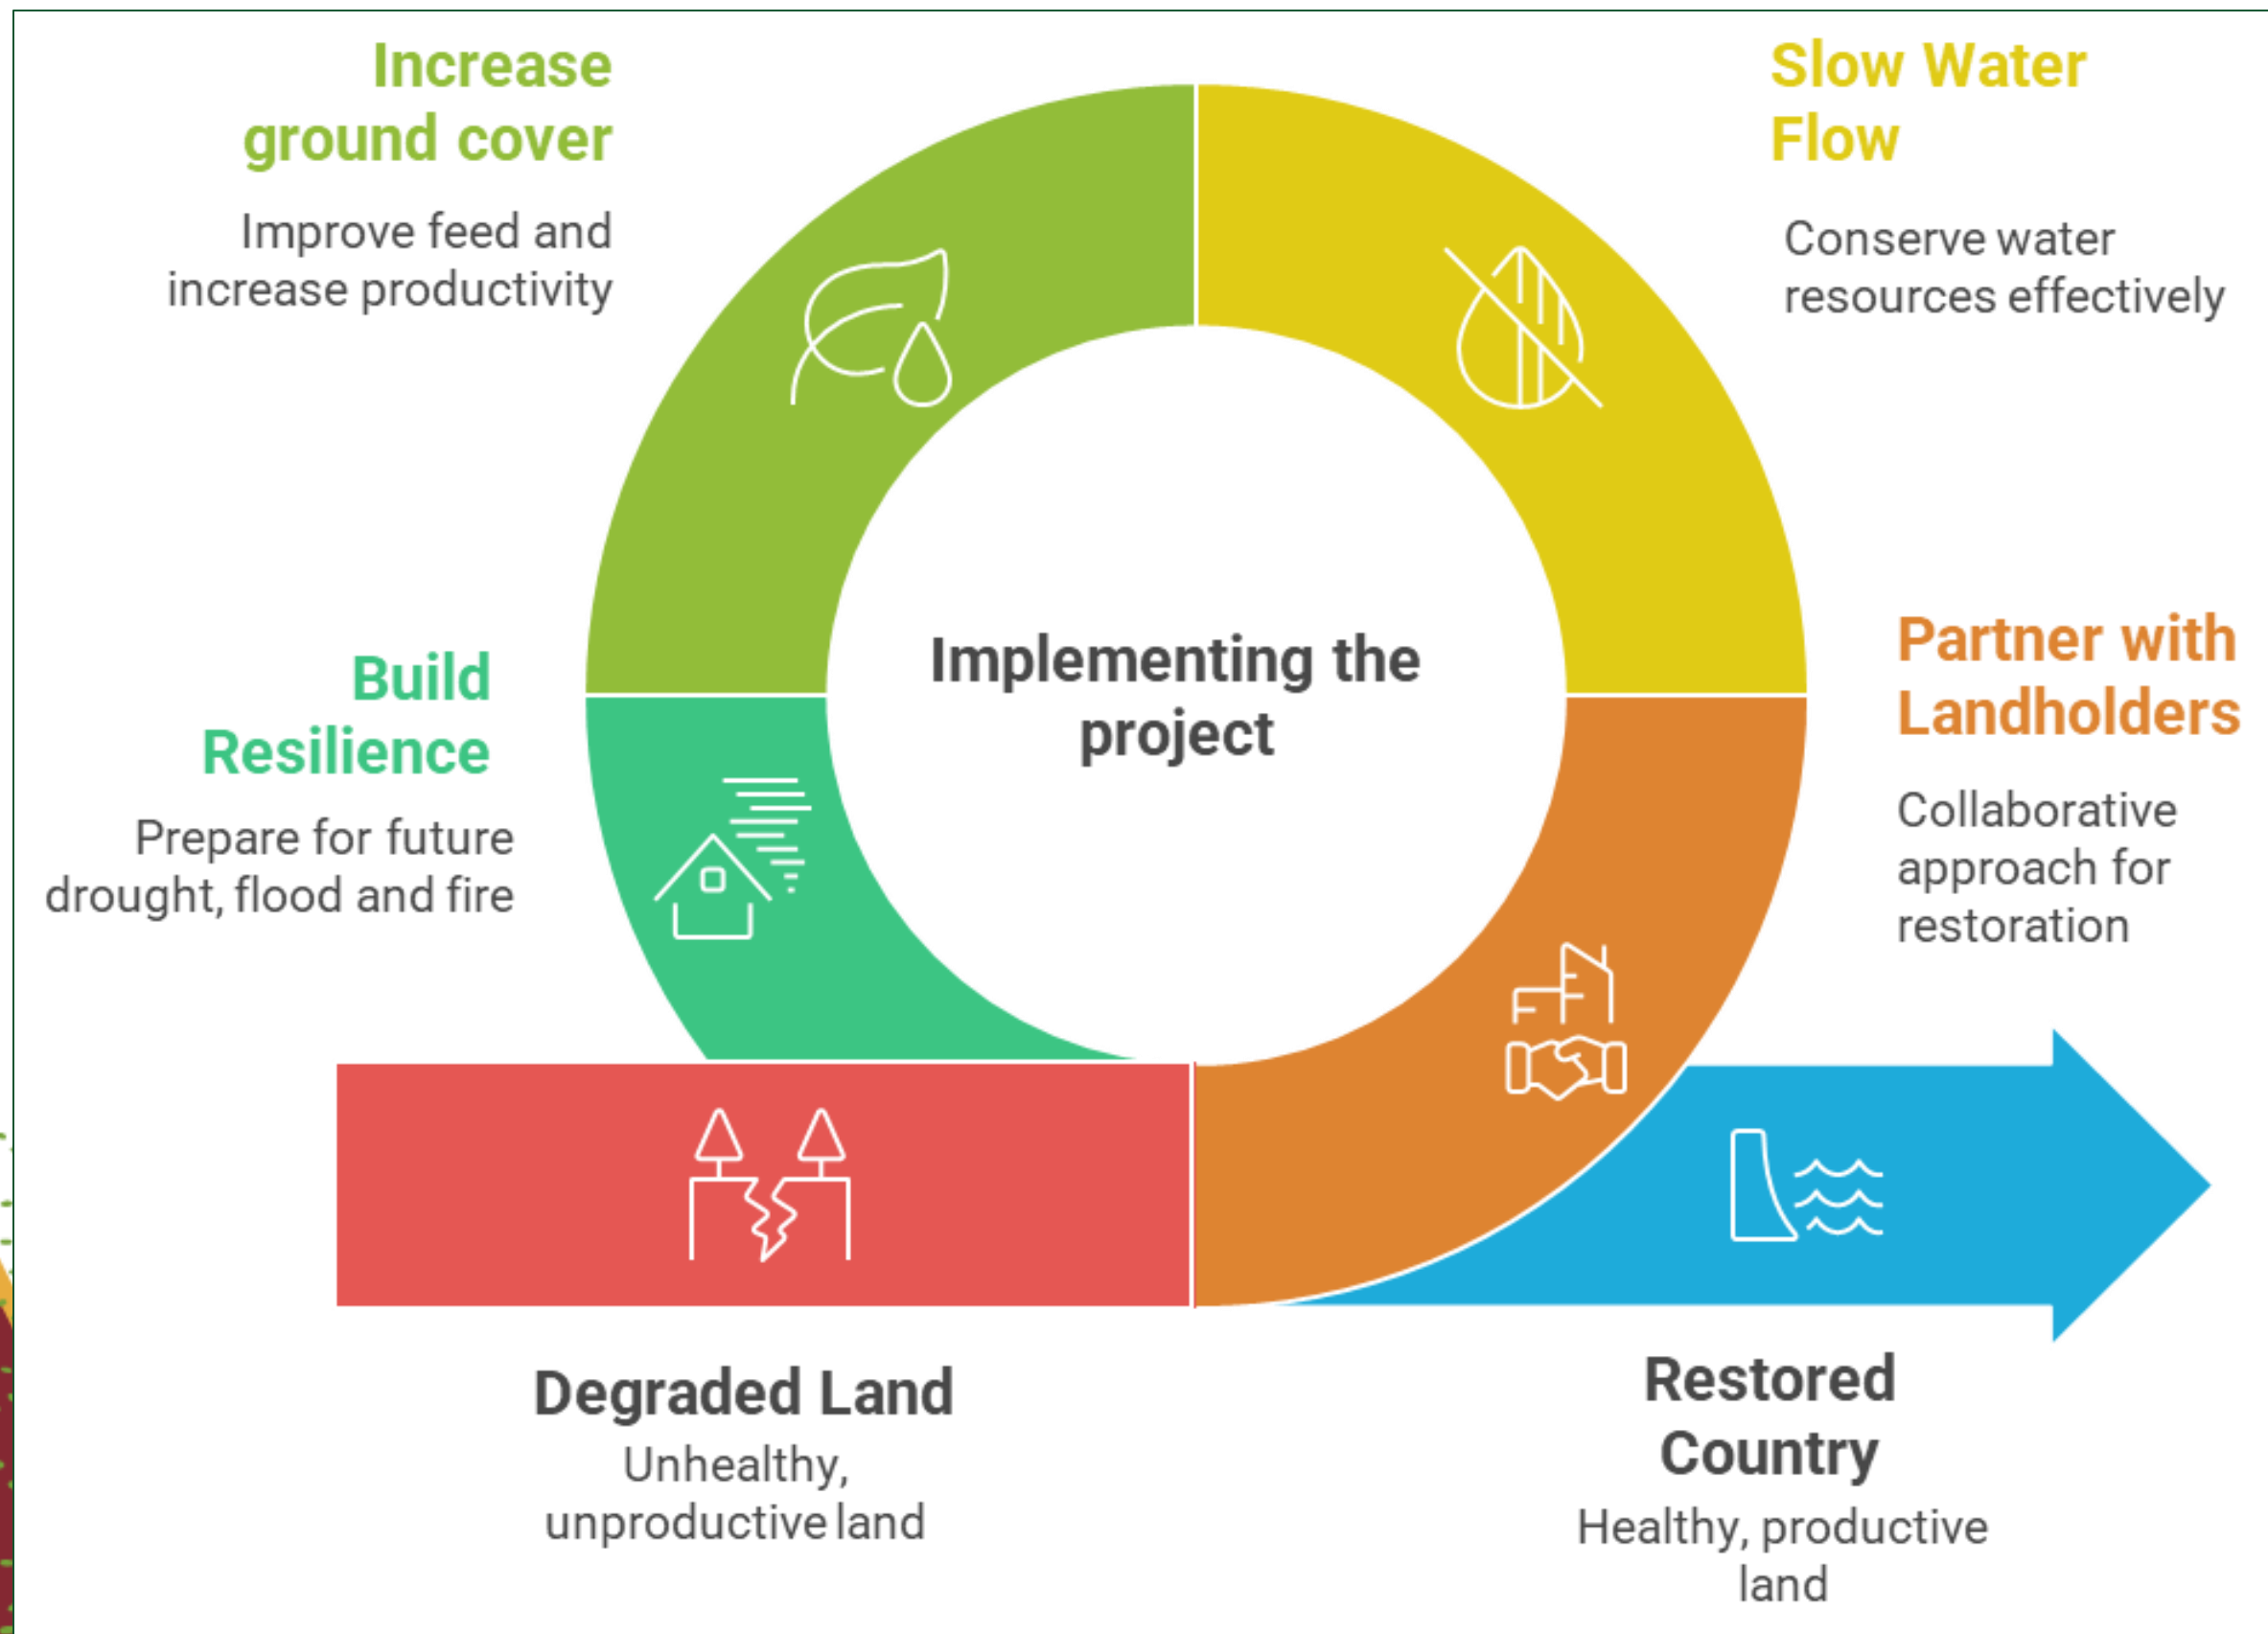 Increase
ground cover
Improve feed and
increase productivity
Slow Water
Flow
Conserve water
resources effectively
Build
Resilience
Prepare for future
drought, flood and fire
Implementing the
project
Partner with
Landholders
Collaborative
approach for
restoration
Degraded Land
Unhealthy,
unproductive land
Restored
Country
Healthy, productive
land